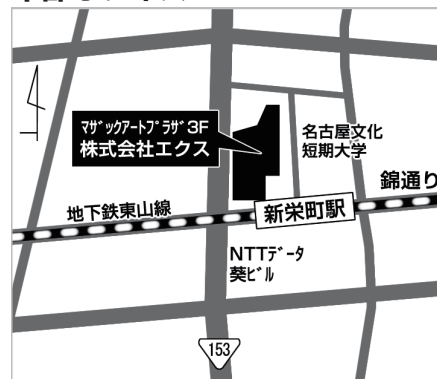 マザックアートプラザ3F
株式会社エクス
名古屋文化
短期大学
錦通り
地下鉄東山線
新栄町駅
NTTデータ
葵ビル
153